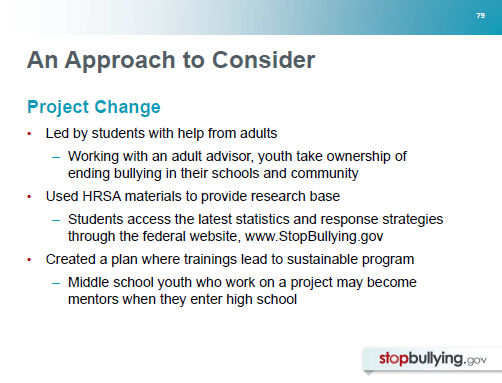 79
An Approach to Consider
Project Change
• Led by students with help from adults
– Working with an adult advisor, youth take ownership of
ending bullying in their schools and community
• Used HRSA materials to provide research base
– Students access the latest statistics and response strategies
through the federal website, www.StopBullying.gov
• Created a plan where trainings lead to sustainable program
– Middle school youth who work on a project may become
mentors when they enter high school
stopbullying.gov